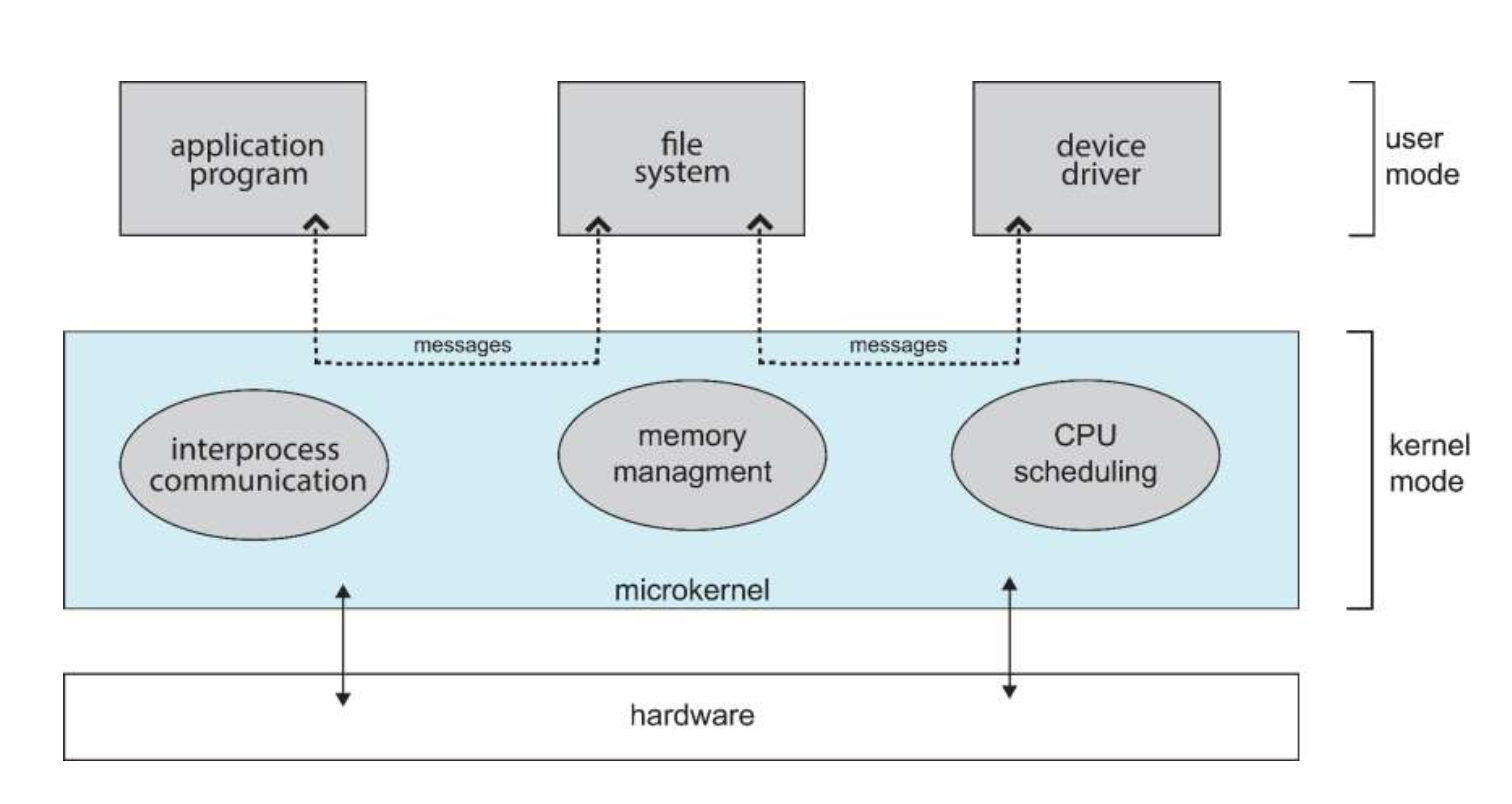 application
program
file
system
device
driver
user
mode
messages
messages
interprocess
communication
memory
managment
CPU
scheduling
kernel
mode
microkernel
hardware